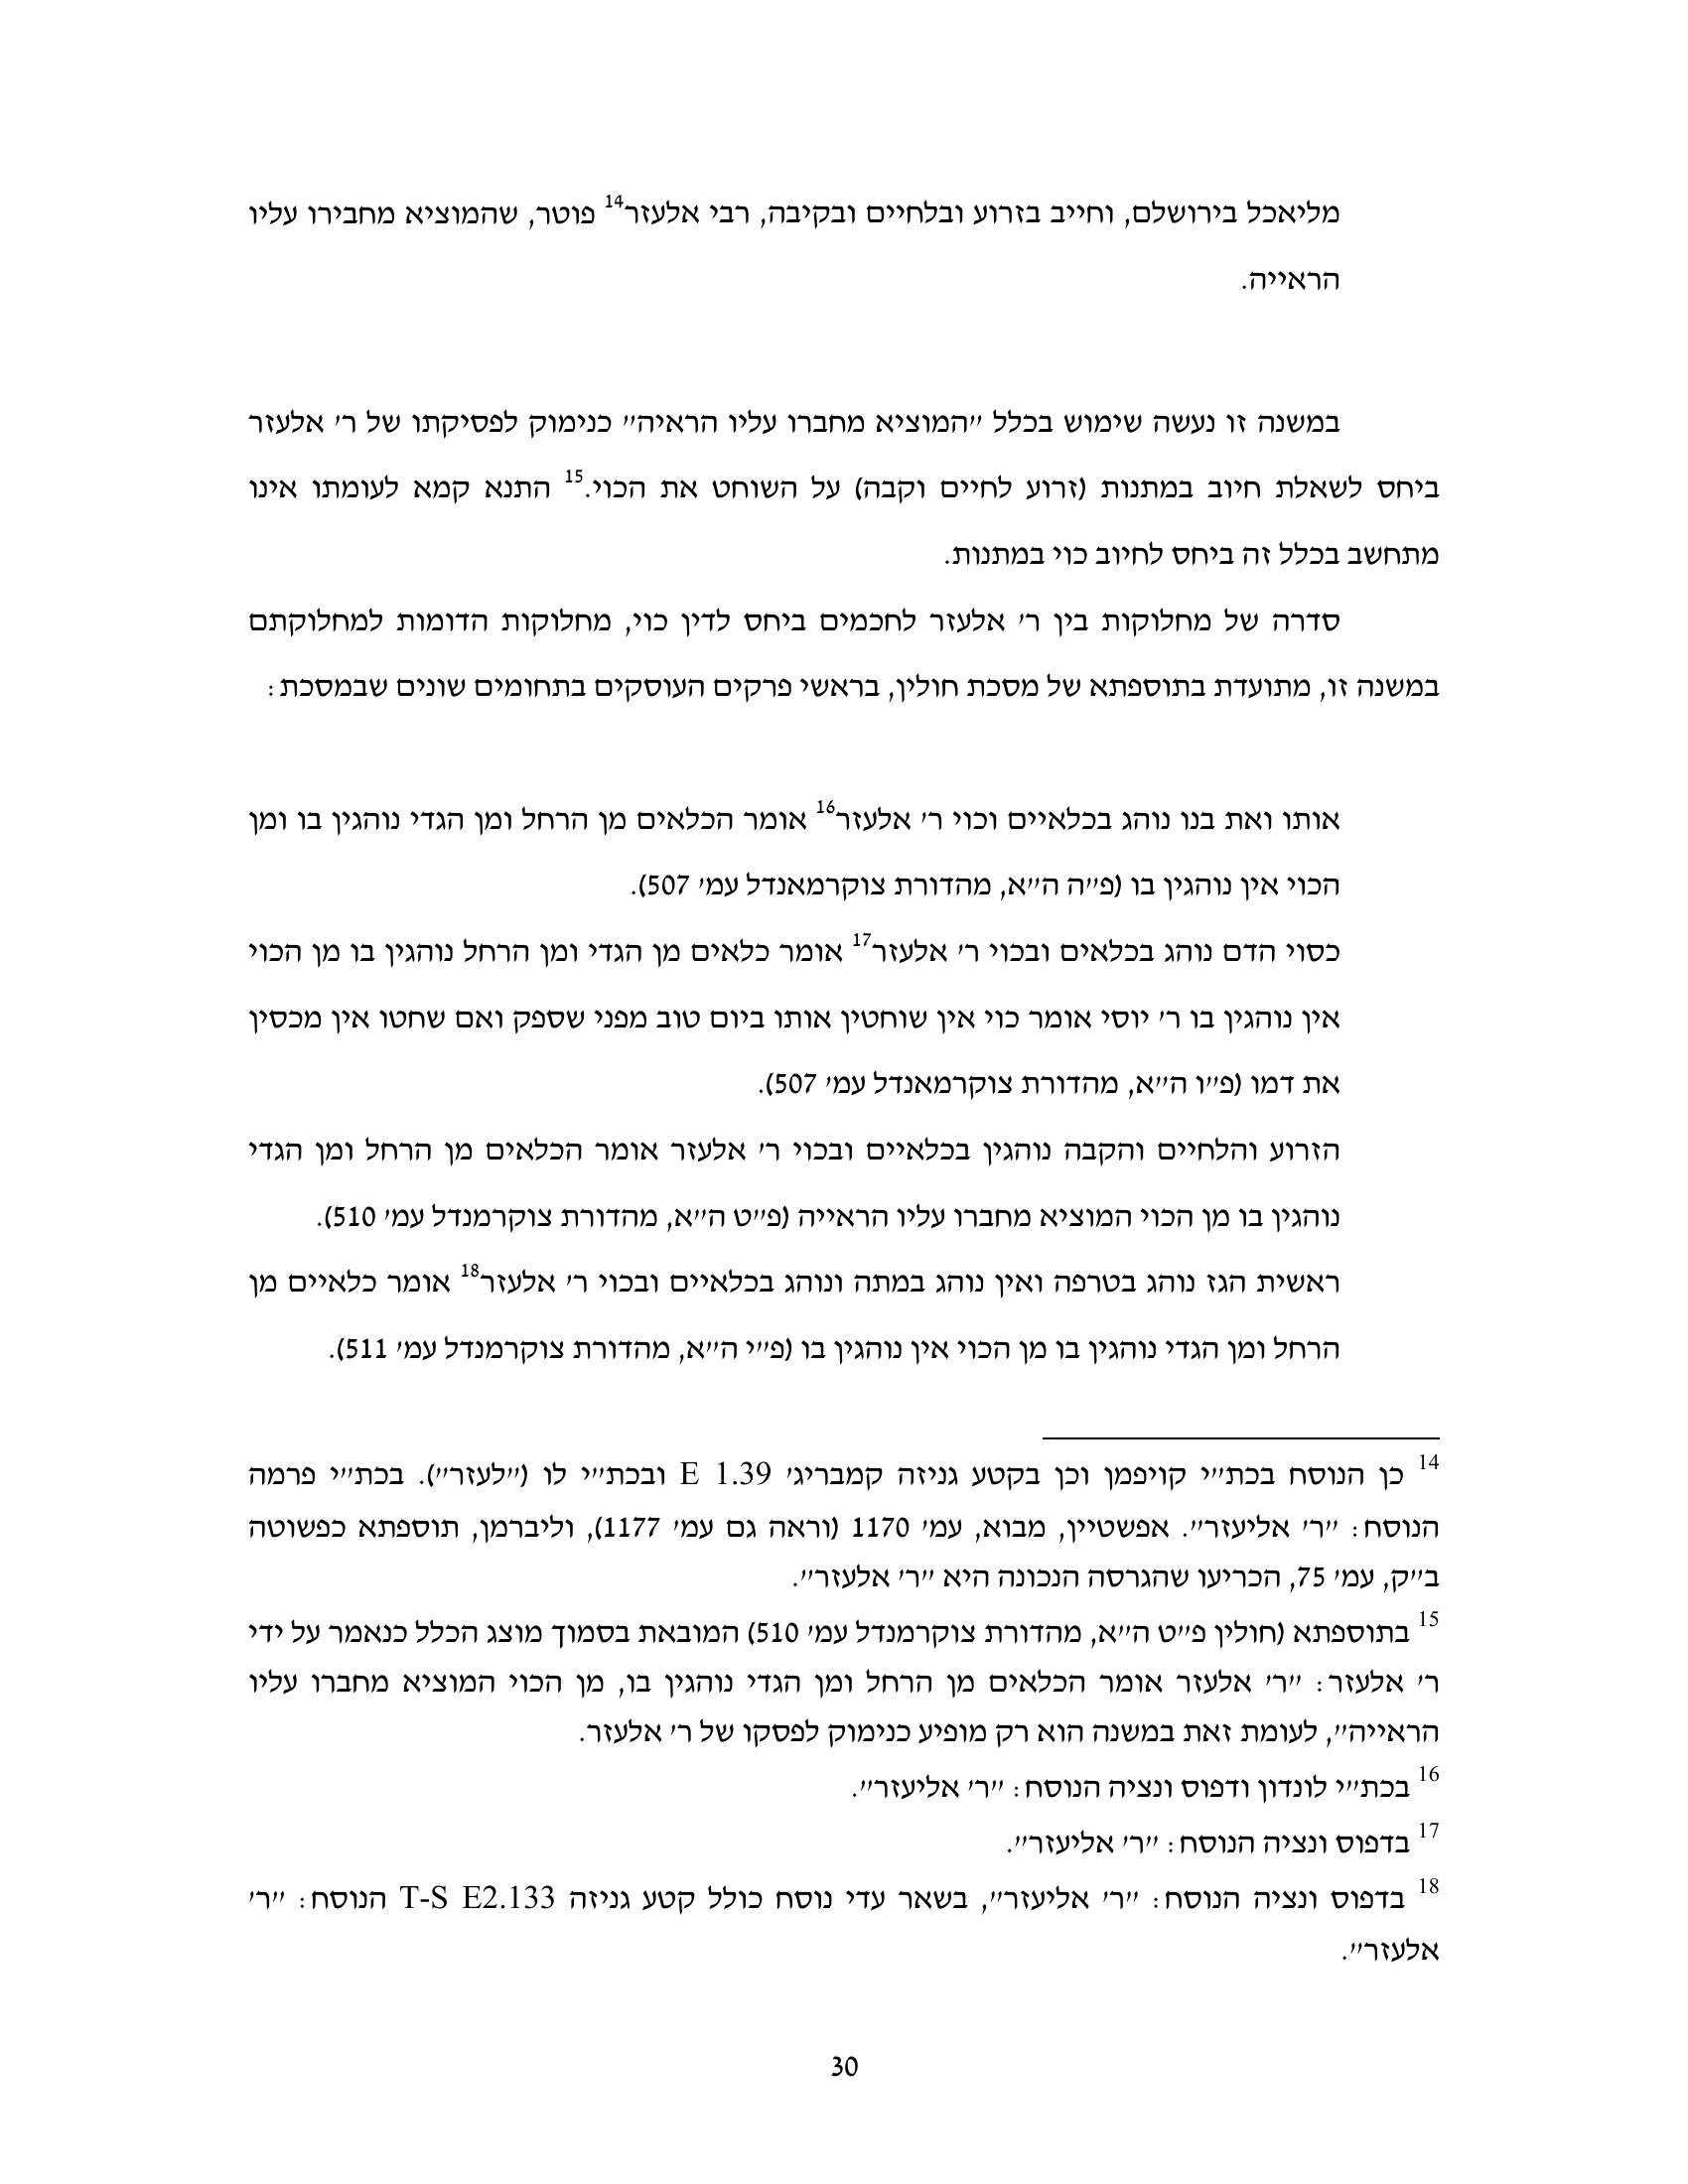 מליאכל בירושלם, וחייב בזרוע ובלחיים ובקיבה, רבי אלעזר14 פוטר, שהמוציא מחבירו עליו
הראייה.
במשנה זו נעשה שימוש בכלל "המוציא מחברו עליו הראיה" כנימוק לפסיקתו של ר' אלעזר
ביחס לשאלת חיוב במתנות (זרוע לחיים וקבה) על השוחט את הכוי.15 התנא קמא לעומתו אינו
מתחשב בכלל זה ביחס לחיוב כוי במתנות.
סדרה של מחלוקות בין ר' אלעזר לחכמים ביחס לדין כוי, מחלוקות הדומות למחלוקתם
במשנה זו, מתועדת בתוספתא של מסכת חולין, בראשי פרקים העוסקים בתחומים שונים שבמסכת:
אותו ואת בנו נוהג בכלאיים וכוי ר' אלעזר16 אומר הכלאים מן הרחל ומן הגדי נוהגין בו ומן
הכוי אין נוהגין בו (פ"ה ה"א, מהדורת צוקרמאנדל עמ' 507).
כסוי הדם נוהג בכלאים ובכוי ר' אלעזר17 אומר כלאים מן הגדי ומן הרחל נוהגין בו מן הכוי
אין נוהגין בו ר' יוסי אומר כוי אין שוחטין אותו ביום טוב מפני שספק ואם שחטו אין מכסין
את דמו (פ"ו ה"א, מהדורת צוקרמאנדל עמ' 507).
הזרוע והלחיים והקבה נוהגין בכלאיים ובכוי ר' אלעזר אומר הכלאים מן הרחל ומן הגדי
נוהגין בו מן הכוי המוציא מחברו עליו הראייה (פ"ט ה"א, מהדורת צוקרמנדל עמ' 510).
ראשית הגז נוהג בטרפה ואין נוהג במתה ונוהג בכלאיים ובכוי ר' אלעזר18 אומר כלאיים מן
הרחל ומן הגדי נוהגין בו מן הכוי אין נוהגין בו (פ"י ה"א, מהדורת צוקרמנדל עמ' 511).
14 כן הנוסח בכת"י קויפמן וכן בקטע גניזה קמבריג' E 1.39 ובכת"י לו ("לעזר"). בכת"י פרמה
הנוסח: "ר' אליעזר". אפשטיין, מבוא, עמ' 1170 (וראה גם עמ' 1177), וליברמן, תוספתא כפשוטה
ב"ק, עמ' 75, הכריעו שהגרסה הנכונה היא "ר' אלעזר".
15 בתוספתא (חולין פ"ט ה"א, מהדורת צוקרמנדל עמ' 510) המובאת בסמוך מוצג הכלל כנאמר על ידי
ר' אלעזר: "ר' אלעזר אומר הכלאים מן הרחל ומן הגדי נוהגין בו, מן הכוי המוציא מחברו עליו
הראייה", לעומת זאת במשנה הוא רק מופיע כנימוק לפסקו של ר' אלעזר.
16 בכת"י לונדון ודפוס ונציה הנוסח: "ר' אליעזר".
17 בדפוס ונציה הנוסח: "ר' אליעזר".
18 בדפוס ונציה הנוסח: "ר' אליעזר", בשאר עדי נוסח כולל קטע גניזה T-S E2.133 הנוסח: "ר'
אלעזר".
30